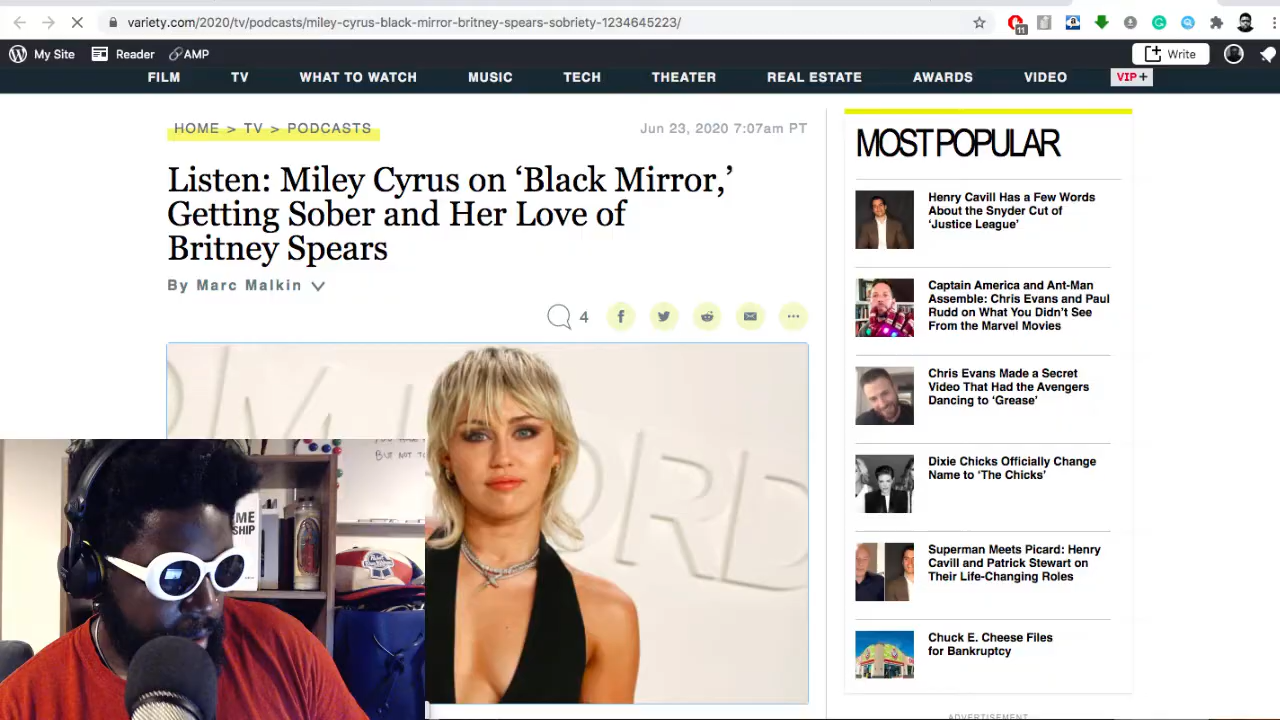 variety.com/2020/tv/podcasts/miley-cyrus-black-mirror-britney-spears-sobriety-1234645223/
11
My Site
Reader
AMP
Write
FILM
TV
WHAT TO WATCH
MUSIC
TECH
THEATER
REAL ESTATE
AWARDS
VIDEO
VIP+
HOME > TV > PODCASTS
Jun 23, 2020 7:07am PT
Listen: Miley Cyrus on ‘Black Mirror,’
Getting Sober and Her Love of
Britney Spears
By Marc Malkin
4
MOST POPULAR
Henry Cavill Has a Few Words
About the Snyder Cut of
‘Justice League’
Captain America and Ant-Man
Assemble: Chris Evans and Paul
Rudd on What You Didn’t See
From the Marvel Movies
Chris Evans Made a Secret
Video That Had the Avengers
Dancing to ‘Grease’
Dixie Chicks Officially Change
Name to ‘The Chicks’
Superman Meets Picard: Henry
Cavill and Patrick Stewart on
Their Life-Changing Roles
Chuck E. Cheese Files
for Bankruptcy
ADVERTISEMENT
BUT NOT
ORD